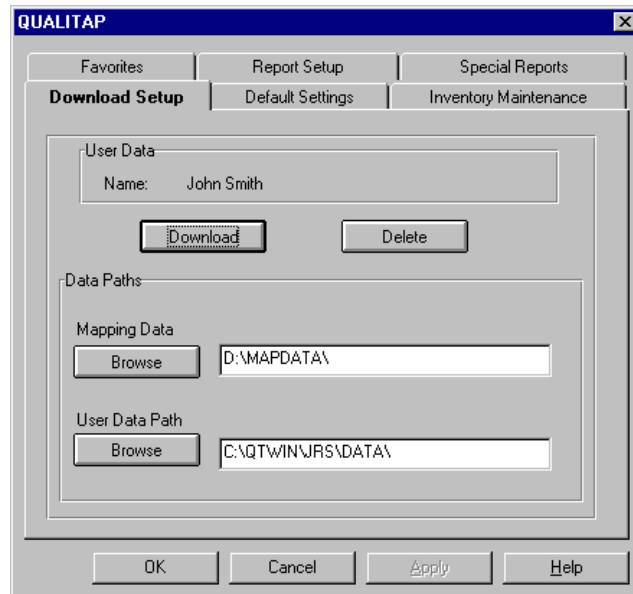 QUALITAP
Favorites Report Setup Special Reports
Download Setup Default Settings Inventory Maintenance
User Data
Name: John Smith
Download Delete
Data Paths
Mapping Data
Browse D:\MAPDATA\
User Data Path
Browse C:\QTWIN\JRS\DATA\
OK Cancel Apply Help